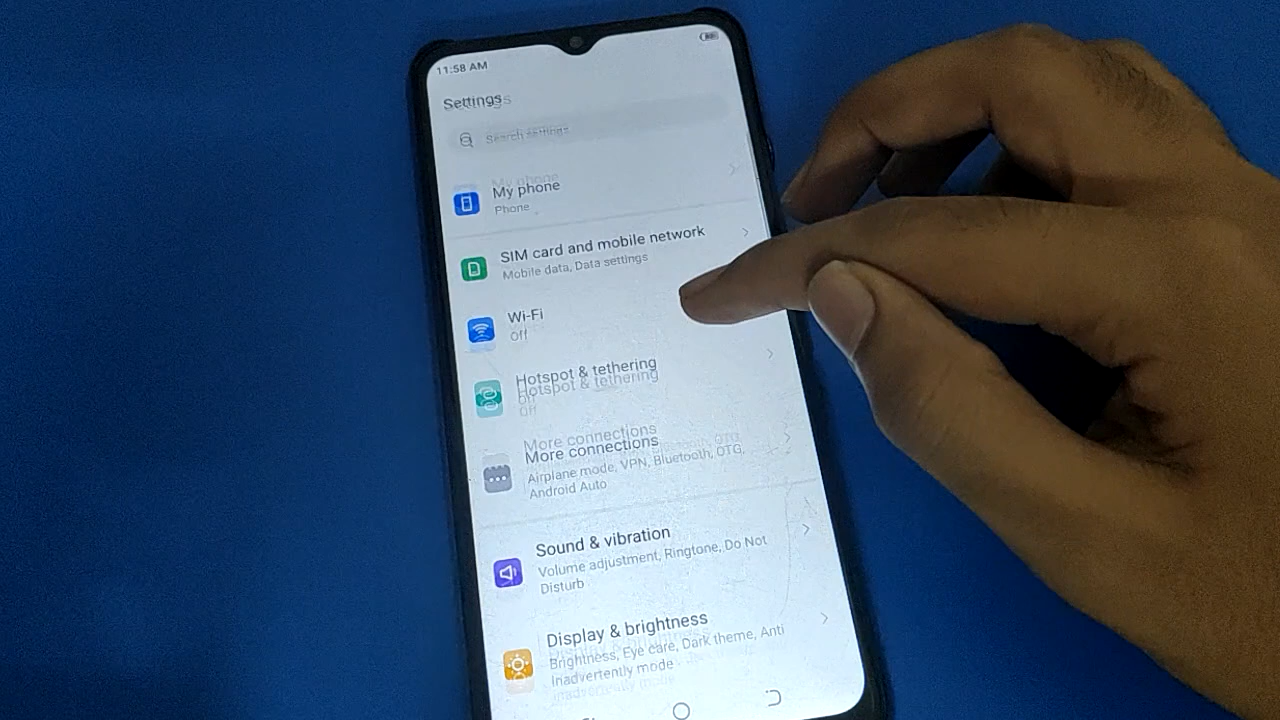 11:58 AM
Settings
Search settings
My phone
Phone
SIM card and mobile network
Mobile data, Data settings
Wi-Fi
Off
Hotspot & tethering
Off
More connections
Airplane mode, VPN, Bluetooth, OTG,
Android Auto
Sound & vibration
Volume adjustment, Ringtone, Do Not
Disturb
Display & brightness
Brightness, Eye care, Dark theme, Anti
inadvertently mode